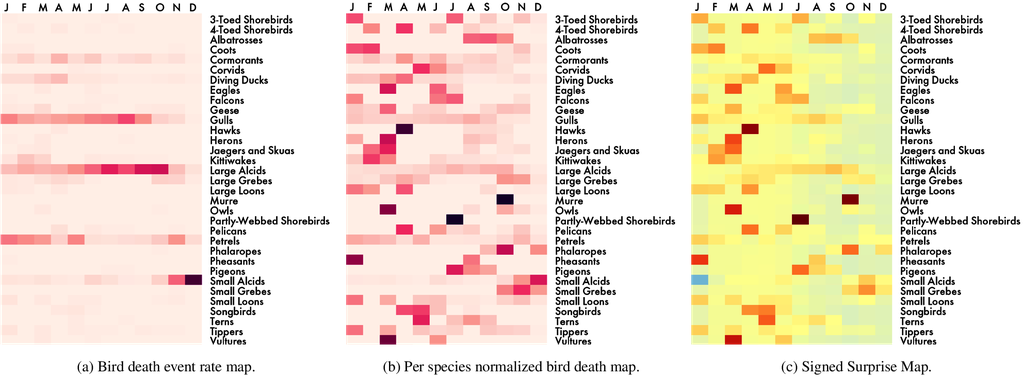 J F M A M J J A S O N D
3-Toed Shorebirds
4-Toed Shorebirds
Albatrosses
Coots
Cormorants
Corvids
Diving Ducks
Eagles
Falcons
Geese
Gulls
Hawks
Herons
Jaegers and Skuas
Kittiwakes
Large Alcids
Large Grebes
Large Loons
Murre
Owls
Partly-Webbed Shorebirds
Pelicans
Petrels
Phalaropes
Pheasants
Pigeons
Small Alcids
Small Grebes
Small Loons
Songbirds
Terns
Tippers
Vultures
(a) Bird death event rate map.
J F M A M J J A S O N D
3-Toed Shorebirds
4-Toed Shorebirds
Albatrosses
Coots
Cormorants
Corvids
Diving Ducks
Eagles
Falcons
Geese
Gulls
Hawks
Herons
Jaegers and Skuas
Kittiwakes
Large Alcids
Large Grebes
Large Loons
Murre
Owls
Partly-Webbed Shorebirds
Pelicans
Petrels
Phalaropes
Pheasants
Pigeons
Small Alcids
Small Grebes
Small Loons
Songbirds
Terns
Tippers
Vultures
(b) Per species normalized bird death map.
J F M A M J J A S O N D
3-Toed Shorebirds
4-Toed Shorebirds
Albatrosses
Coots
Cormorants
Corvids
Diving Ducks
Eagles
Falcons
Geese
Gulls
Hawks
Herons
Jaegers and Skuas
Kittiwakes
Large Alcids
Large Grebes
Large Loons
Murre
Owls
Partly-Webbed Shorebirds
Pelicans
Petrels
Phalaropes
Pheasants
Pigeons
Small Alcids
Small Grebes
Small Loons
Songbirds
Terns
Tippers
Vultures
(c) Signed Surprise Map.